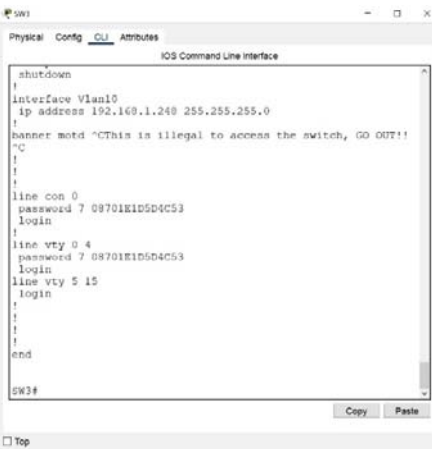 SW3
Physical Config CLI Attributes
IOS Command Line Interface
shutdown
!
interface Vlan10
ip address 192.168.1.248 255.255.255.0
!
banner motd ^CThis is illegal to access the switch, GO OUT!!
^C
!
!
!
line con 0
password 7 08701E1D5D4C53
login
!
line vty 0 4
password 7 08701E1D5D4C53
login
line vty 5 15
login
!
!
!
!
end
SW3#
Copy Paste
Top